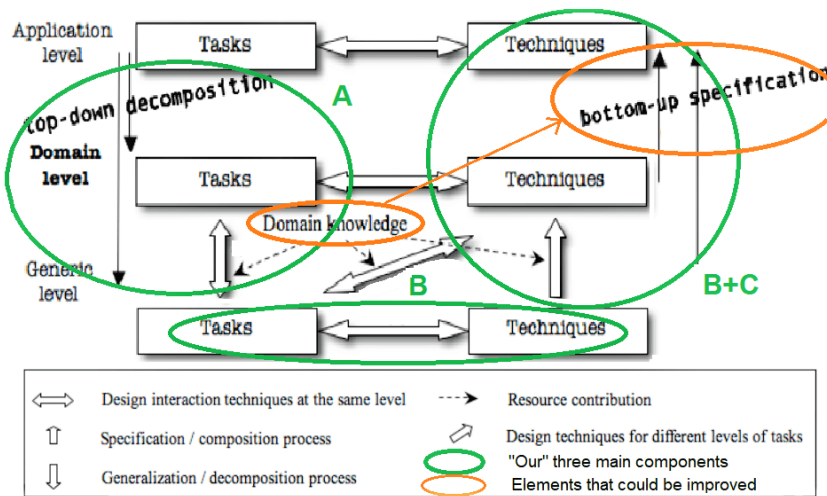 Application level
Tasks
Techniques
top-down decomposition
A
bottom-up specification
Domain level
Tasks
Techniques
Domain knowledge
Generic level
B
B+C
Tasks
Techniques
Design interaction techniques at the same level
Resource contribution
Specification / composition process
Design techniques for different levels of tasks
"Our" three main components
Generalization / decomposition process
Elements that could be improved